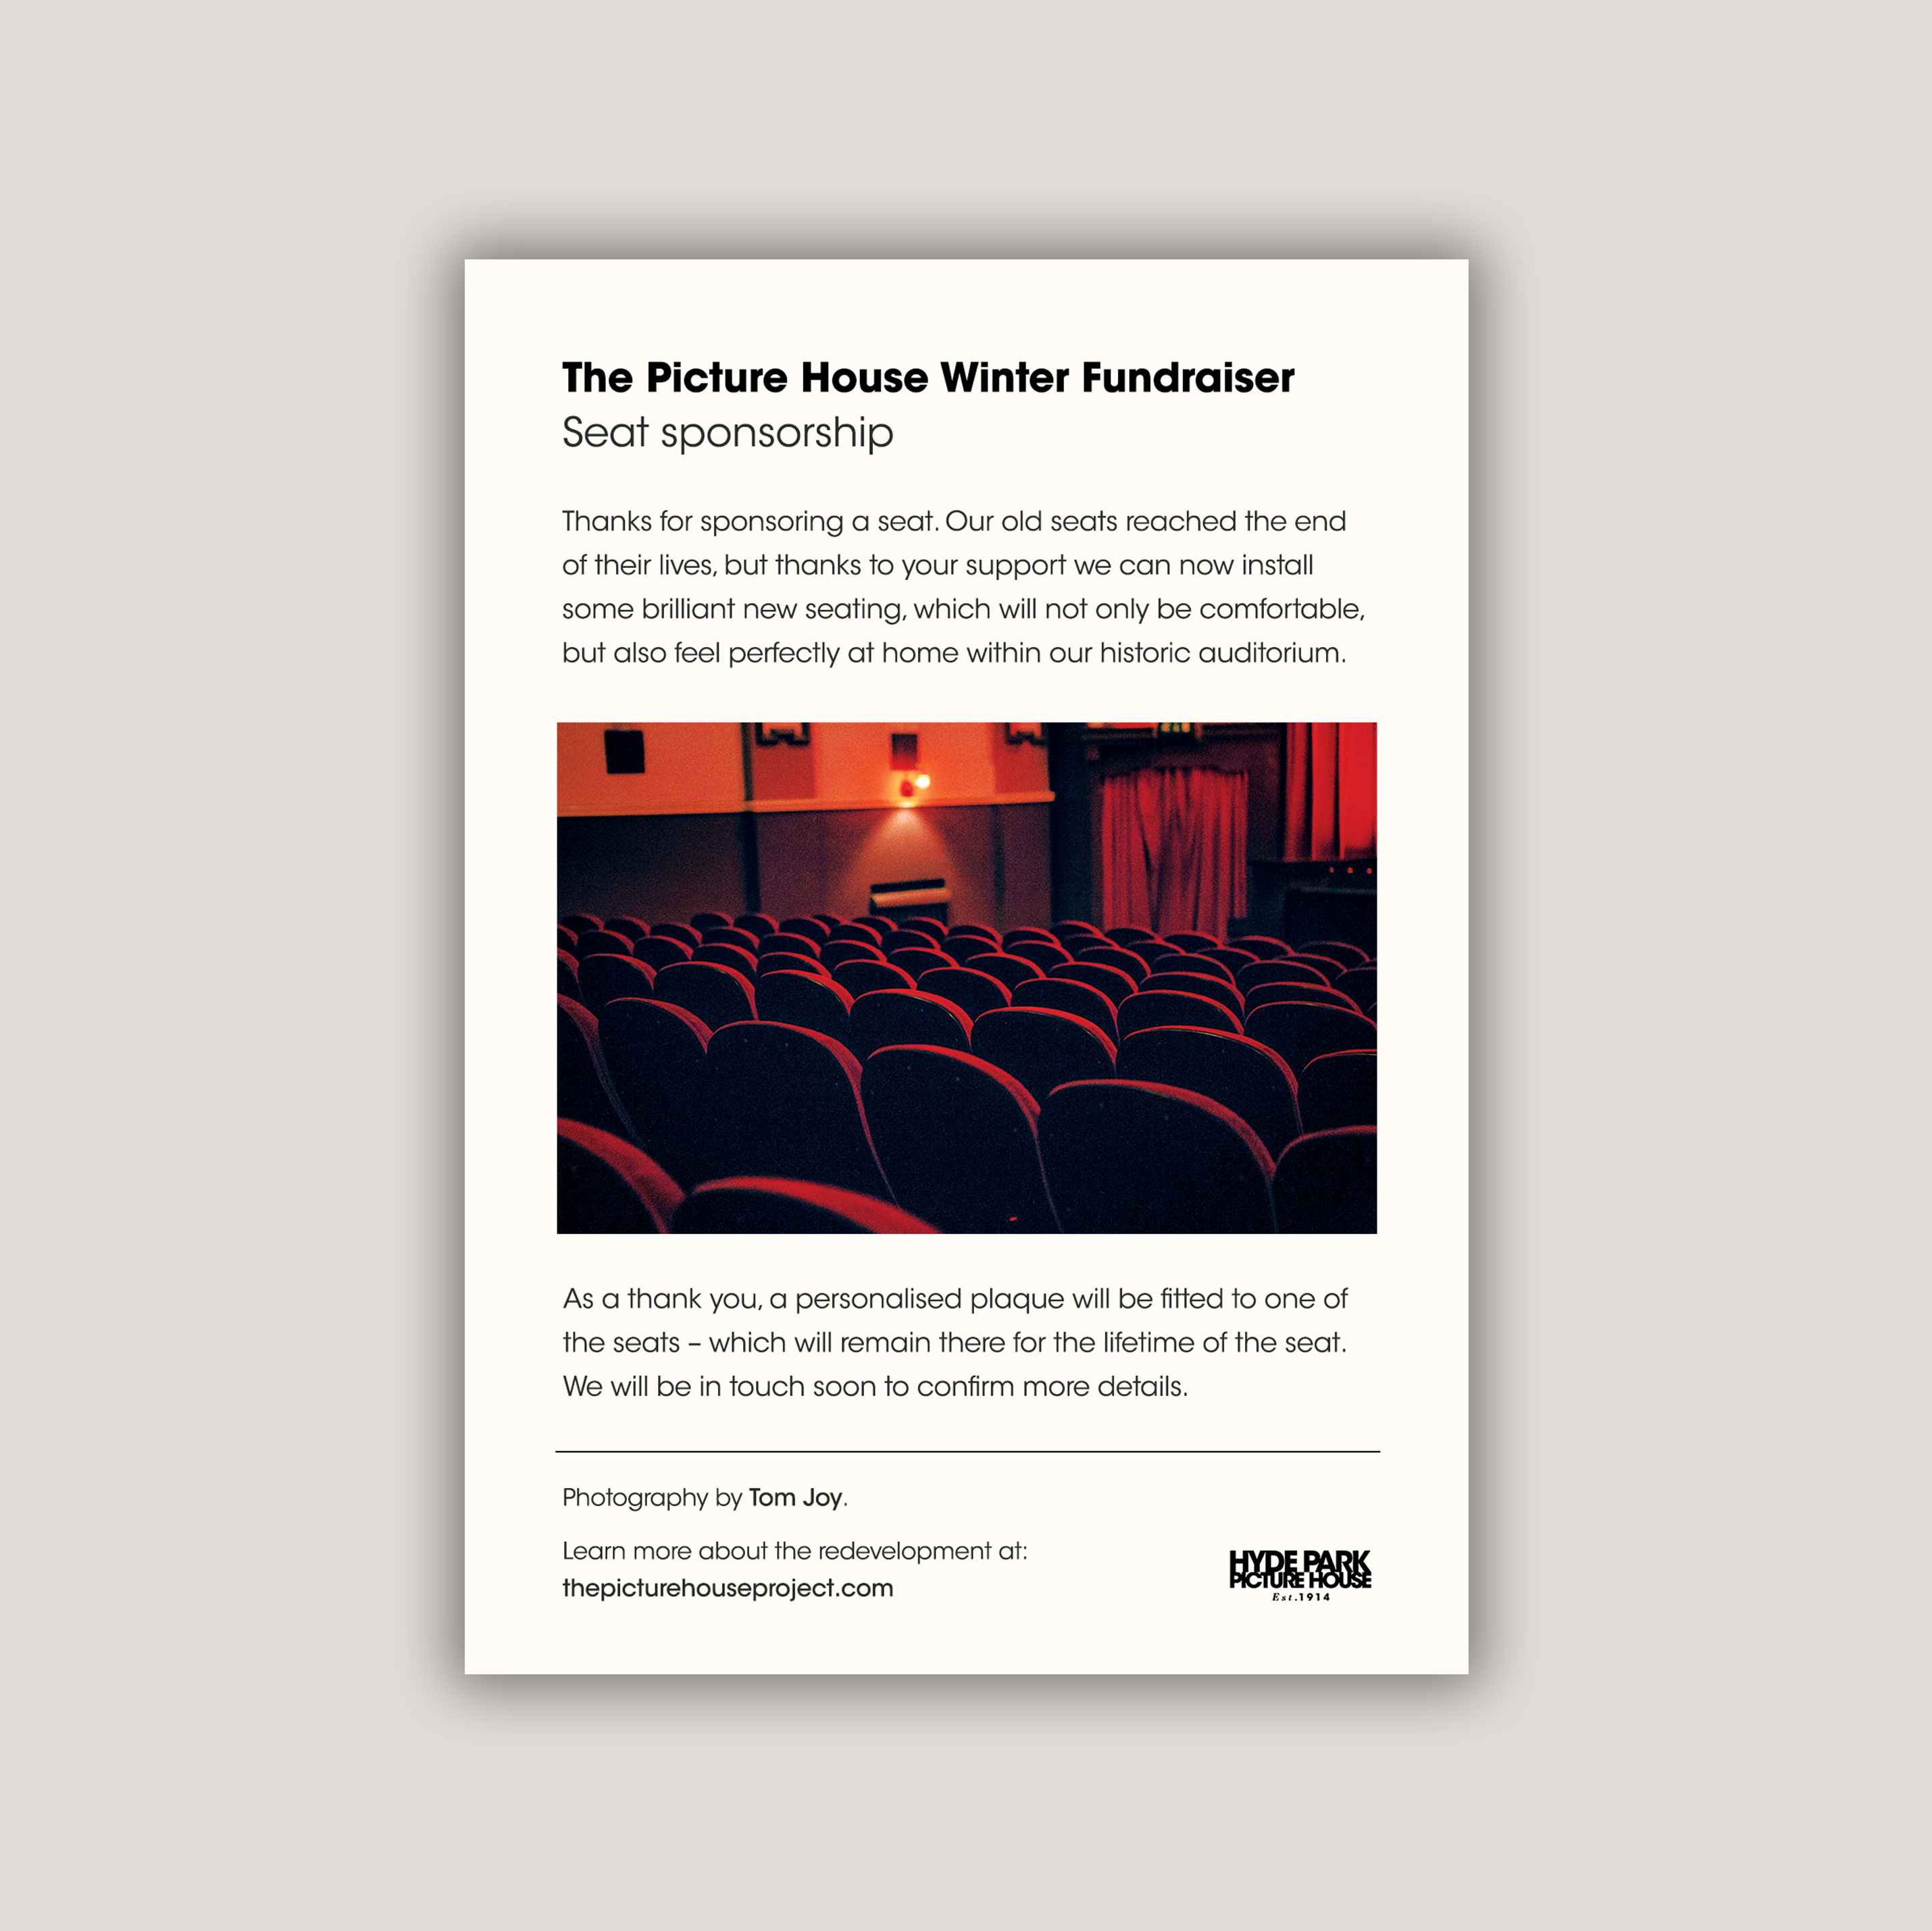 The Picture House Winter Fundraiser
Seat sponsorship
Thanks for sponsoring a seat. Our old seats reached the end
of their lives, but thanks to your support we can now install
some brilliant new seating, which will not only be comfortable,
but also feel perfectly at home within our historic auditorium.
As a thank you, a personalised plaque will be fitted to one of
the seats – which will remain there for the lifetime of the seat.
We will be in touch soon to confirm more details.
Photography by Tom Joy.
Learn more about the redevelopment at:
thepicturehouseproject.com
HYDE PARK
PICTURE HOUSE
Est.1914